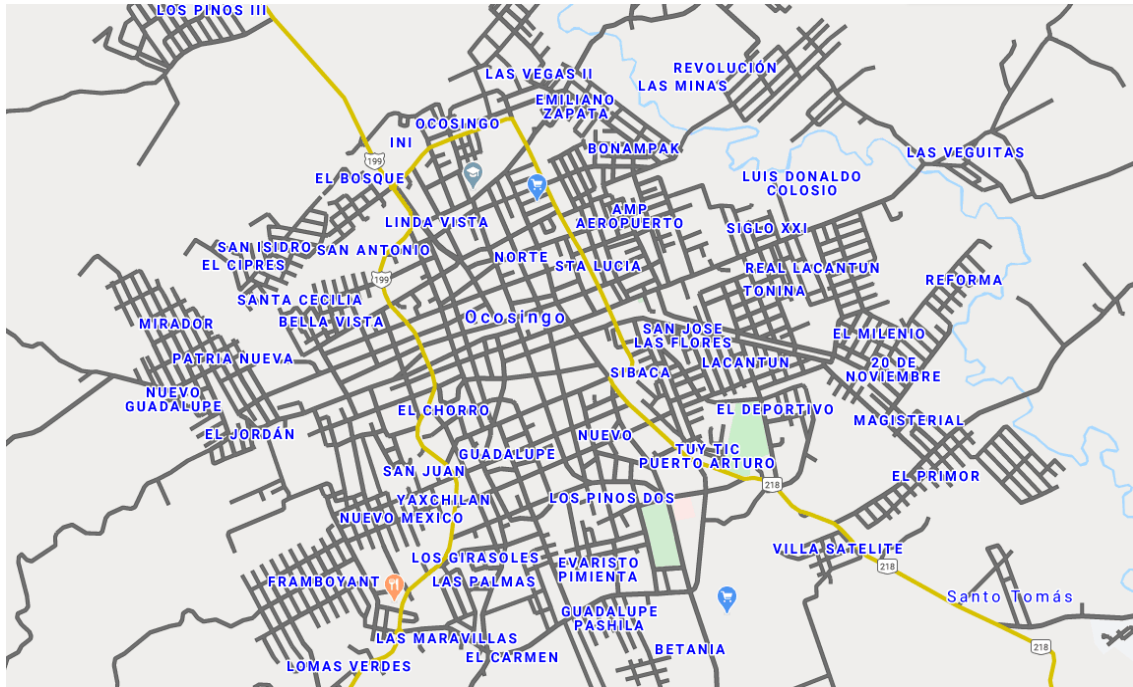 LOS PINOS III
REVOLUCIÓN
LAS VEGAS II
LAS MINAS
EMILIANO
ZAPATA
OCOSINGO
INI
BONAMPAK
LAS VEGUITAS
199
EL BOSQUE
LUIS DONALDO
COLOSIO
AMP
AEROPUERTO
LINDA VISTA
SIGLO XXI
SAN ISIDRO
SAN ANTONIO
NORTE
EL CIPRES
STA LUCIA
REAL LACANTUN
199
REFORMA
TONINA
SANTA CECILIA
Ocosingo
BELLA VISTA
MIRADOR
SAN JOSE
LAS FLORES
EL MILENIO
PATRIA NUEVA
SIBACA
LACANTUN
20 DE
NOVIEMBRE
NUEVO
GUADALUPE
EL CHORRO
EL DEPORTIVO
MAGISTERIAL
EL JORDÁN
NUEVO
TUY TIC
PUERTO ARTURO
GUADALUPE
SAN JUAN
EL PRIMOR
218
YAXCHILAN
LOS PINOS DOS
NUEVO MEXICO
VILLA SATELITE
LOS GIRASOLES
EVARISTO
PIMIENTA
218
FRAMBOYANT
LAS PALMAS
Santo Tomás
GUADALUPE
PASHILA
LAS MARAVILLAS
218
BETANIA
EL CARMEN
LOMAS VERDES